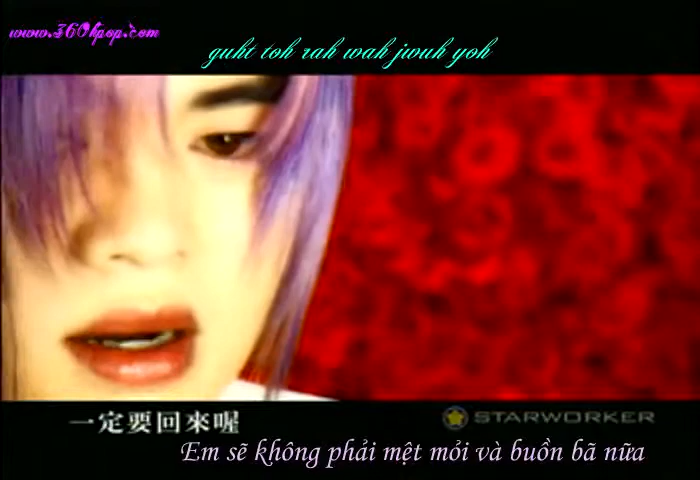 www.360kpop.com
guht toh rah wah jwuh yoh
一定要回來喔
STARWORKER
Em sẽ không phải mệt mỏi và buồn bã nữa